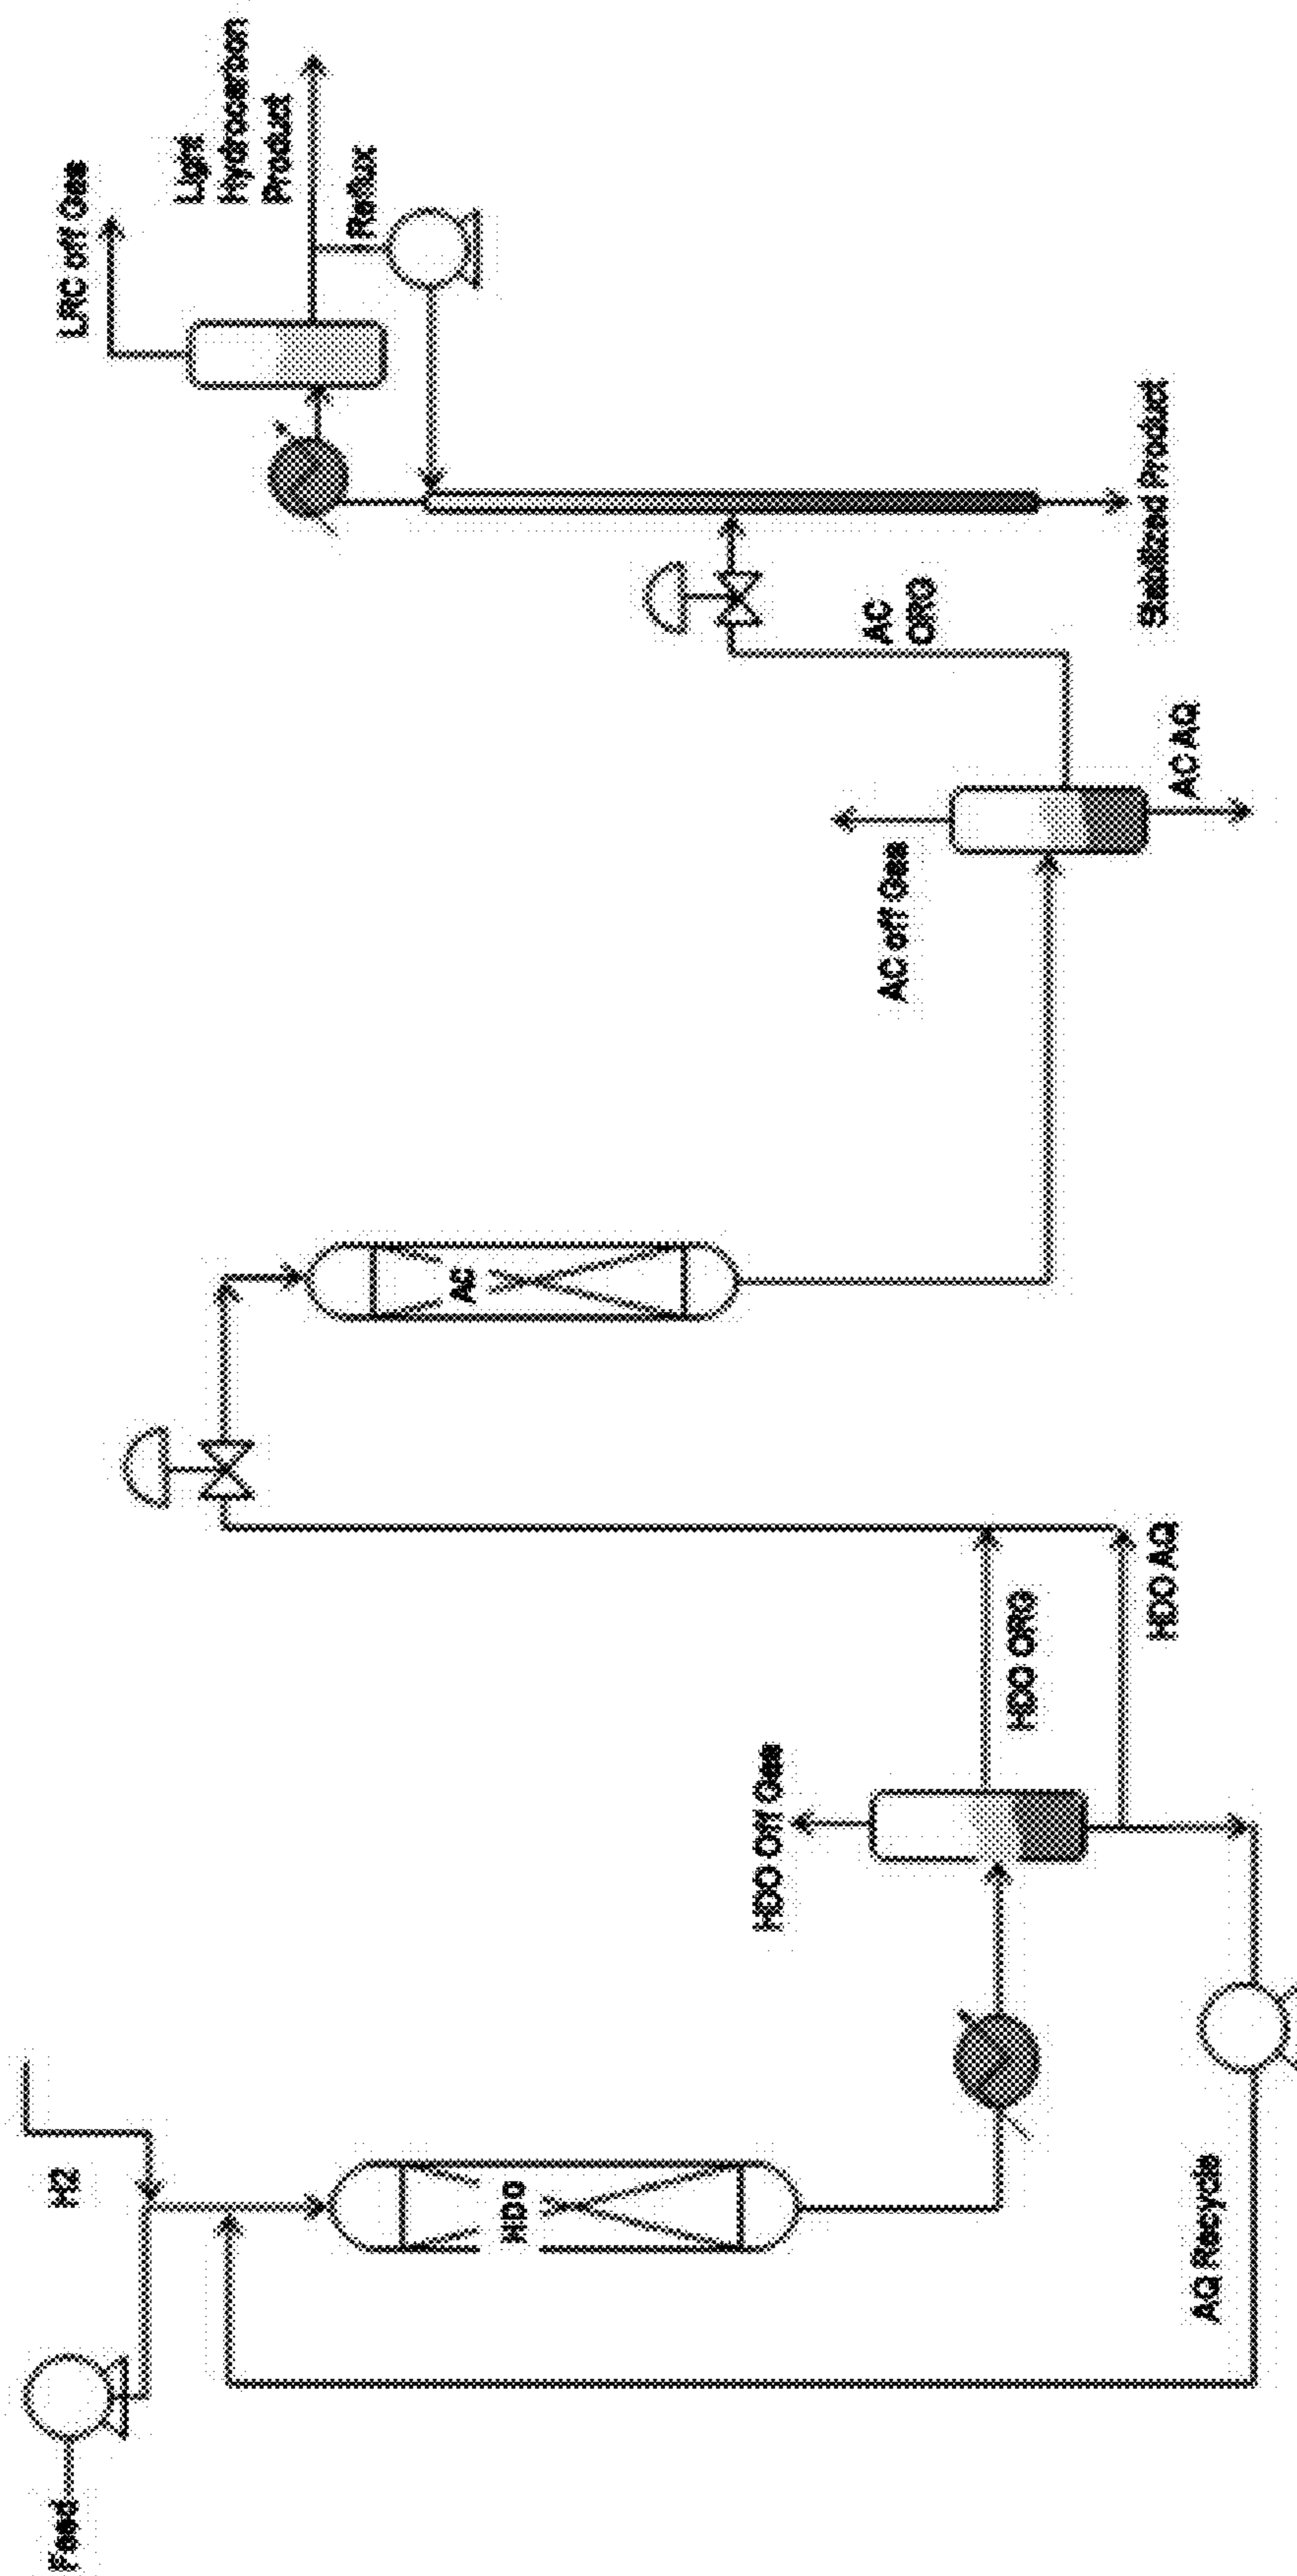 Feed
H2
HDO
AQ Recycle
HDO Off Gas
HDO ORG
HDO AQ
AC
AC off Gas
AC AQ
AC
ORG
Stabilized Product
LRC off Gas
Light
Hydrocarbon
Product
Reflux